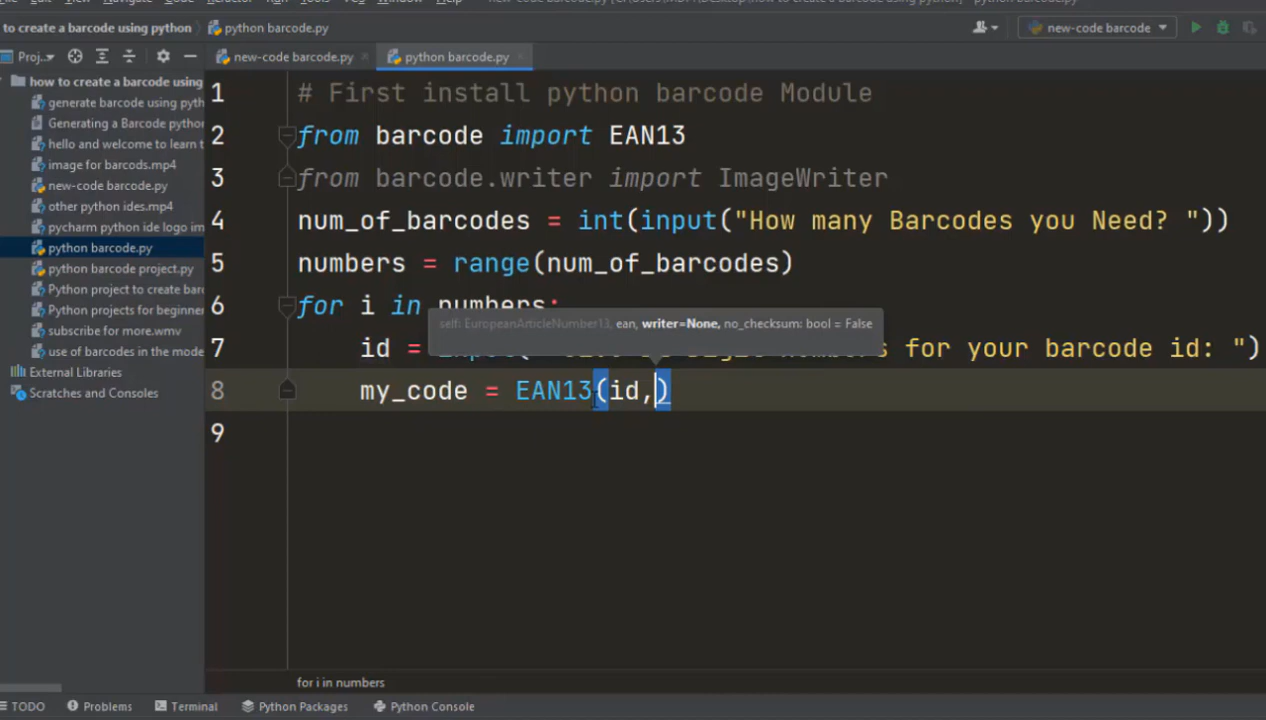 to create a barcode using python
python barcode.py
new-code barcode
Proj...
new-code barcode.py
python barcode.py
how to create a barcode using
generate barcode using pyth
Generating a Barcode python
hello and welcome to learn t
image for barcods.mp4
new-code barcode.py
other python ides.mp4
pycharm python ide logo im
python barcode.py
python barcode project.py
Python project to create bar
Python projects for beginner
subscribe for more.wmv
use of barcodes in the mode
External Libraries
Scratches and Consoles
1 # First install python barcode Module
2 from barcode import EAN13
3 from barcode.writer import ImageWriter
4 num_of_barcodes = int(input("How many Barcodes you Need? "))
5 numbers = range(num_of_barcodes)
6 for i in numbers:
self: EuropeanArticleNumber13, ean, writer=None, no_checksum: bool = False
7 id = for your barcode id: ")
8 my_code = EAN13(id,)
9
for i in numbers
TODO
Problems
Terminal
Python Packages
Python Console